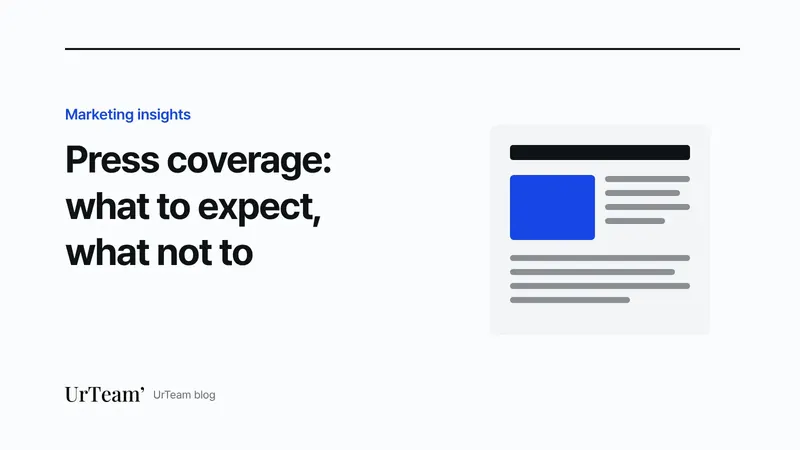 Marketing insights
Press coverage:
what to expect,
what not to
UrTeam’ UrTeam blog